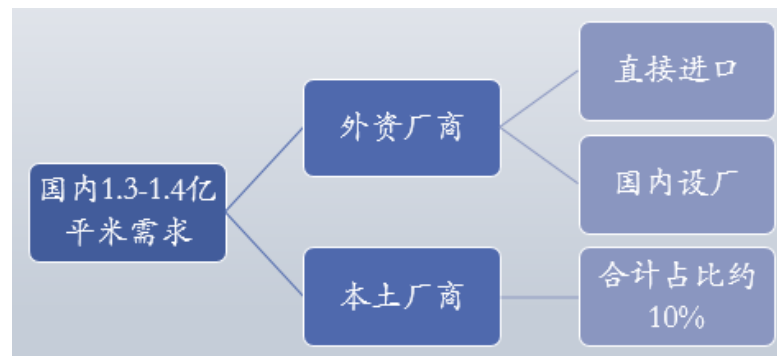 国内1.3-1.4亿
平米需求
外资厂商
直接进口
国内设厂
本土厂商
合计占比约
10%